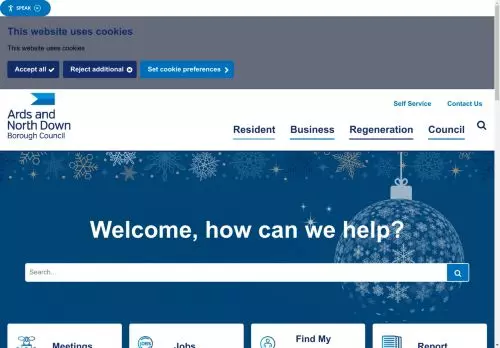 SPEAK
This website uses cookies
This website uses cookies
Accept all
Reject additional
Set cookie preferences
Ards and
North Down
Borough Council
Self Service
Contact Us
Resident
Business
Regeneration
Council
Welcome, how can we help?
Search...
Meetings
Jobs
Find My
Report